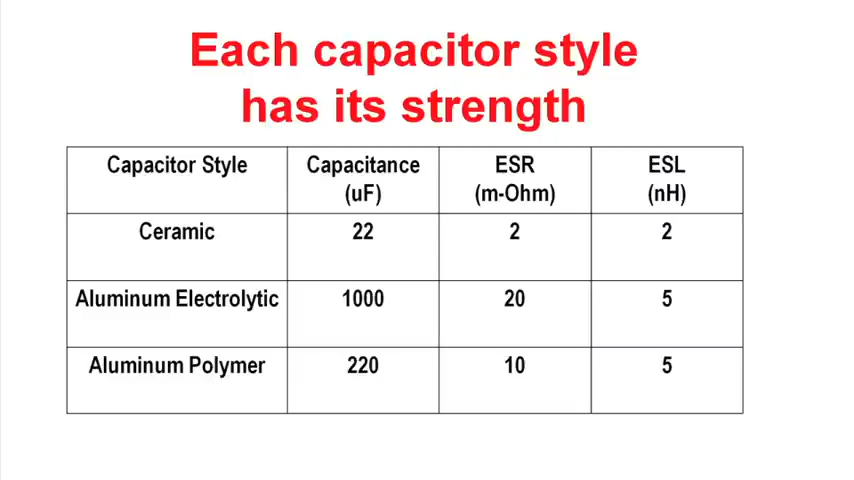 Each capacitor style
has its strength
Capacitor Style Capacitance (uF) ESR (m-Ohm) ESL (nH)
Ceramic 22 2 2
Aluminum Electrolytic 1000 20 5
Aluminum Polymer 220 10 5